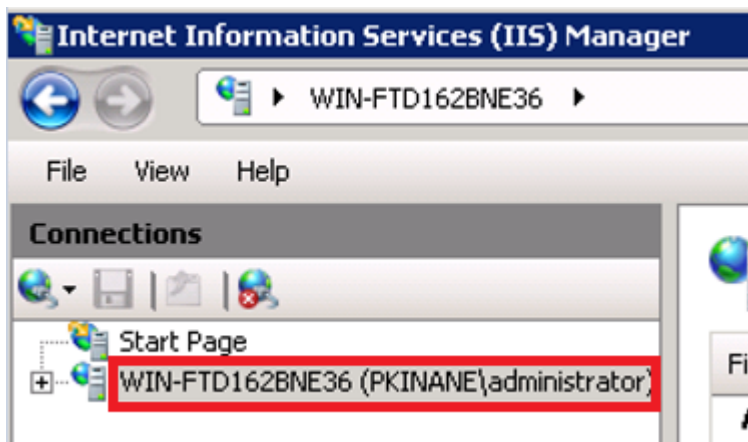 Internet Information Services (IIS) Manager
WIN-FTD162BNE36
File View Help
Connections
Start Page
WIN-FTD162BNE36 (PKINANE\administrator)
Fi